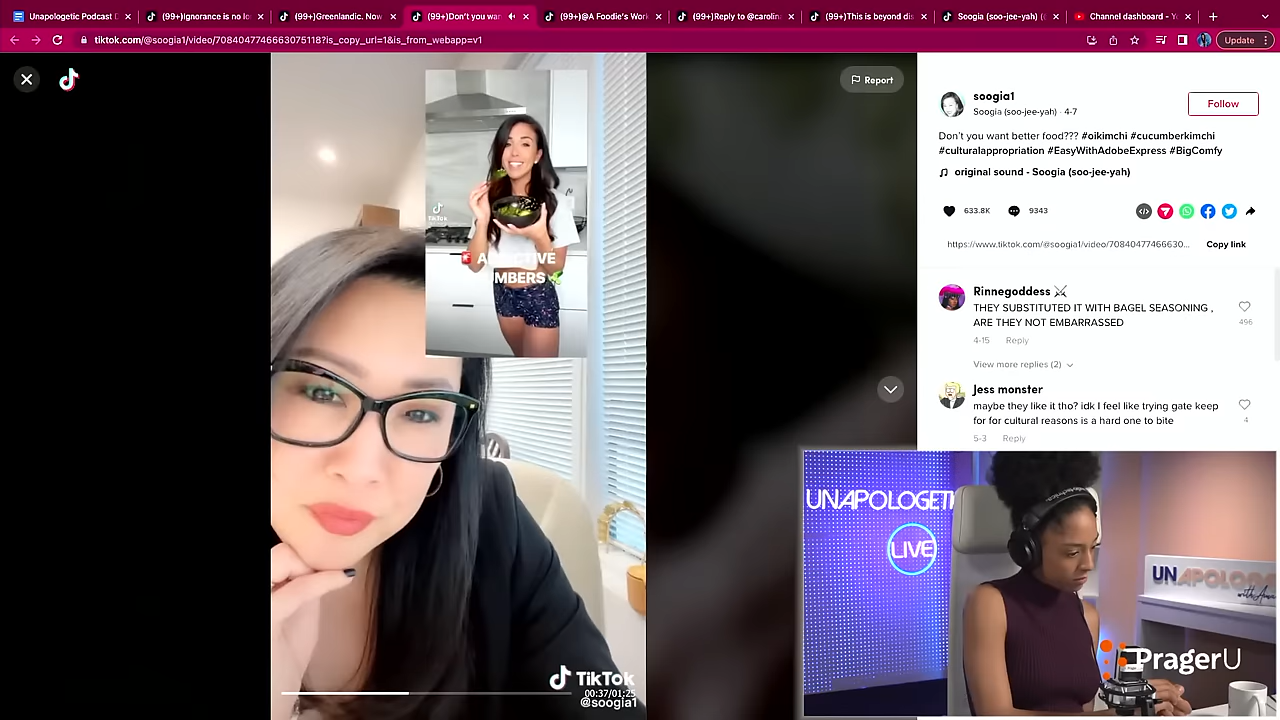 Unapologetic Podcast D
(99+)Ignorance is no lo
(99+)Greenlandic. Now
(99+)Don't you wan
(99+)@A Foodie's Work
(99+)Reply to @carolin
(99+)This is beyond dis
Soogia (soo-jee-yah) (
Channel dashboard - Yo
tiktok.com/@soogia1/video/7084047746663075118?is_copy_url=1&is_from_webapp=v1
Update
Report
soogia1
Soogia (soo-jee-yah) · 4-7
Follow
Don't you want better food??? #oikimchi #cucumberkimchi
#culturalappropriation #EasyWithAdobeExpress #BigComfy
original sound - Soogia (soo-jee-yah)
633.8K
9343
https://www.tiktok.com/@soogia1/video/70840477466630...
Copy link
Rinnegoddess
THEY SUBSTITUTED IT WITH BAGEL SEASONING ,
ARE THEY NOT EMBARRASSED
496
4-15 Reply
View more replies (2)
Jess monster
maybe they like it tho? idk I feel like trying gate keep
for for cultural reasons is a hard one to bite
4
5-3 Reply
TikTok
TikTok
00:37/01:25
@soogia1
UNAPOLOGETI
LIVE
UNAPOLOG
PragerU